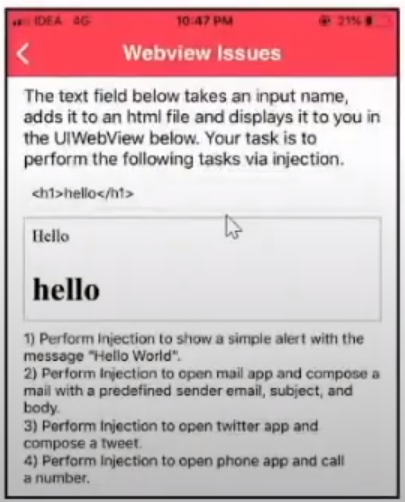 IDEA 4G 10:47 PM 21%
Webview Issues
The text field below takes an input name,
adds it to an html file and displays it to you in
the UIWebView below. Your task is to
perform the following tasks via injection.
<h1>hello</h1>
Hello
hello
1) Perform Injection to show a simple alert with the
message "Hello World".
2) Perform Injection to open mail app and compose a
mail with a predefined sender email, subject, and
body.
3) Perform Injection to open twitter app and
compose a tweet.
4) Perform Injection to open phone app and call
a number.